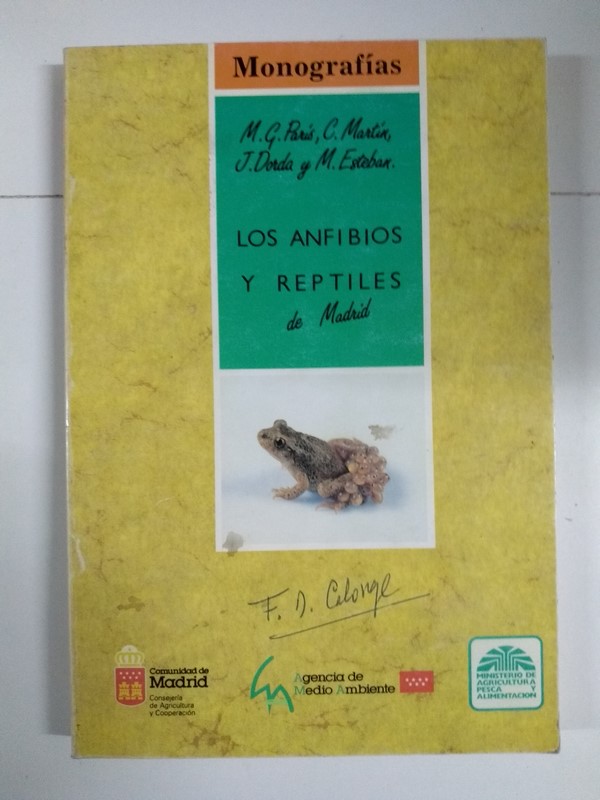 Monografías
M.G. París, C. Martín,
J. Dorda y M. Esteban.
LOS ANFIBIOS
Y REPTILES
de Madrid
F. D. Calonge
Comunidad de
Madrid
Consejería
de Agricultura
y Cooperación
Agencia de
Medio Ambiente
MINISTERIO DE
AGRICULTURA
PESCA Y
ALIMENTACION